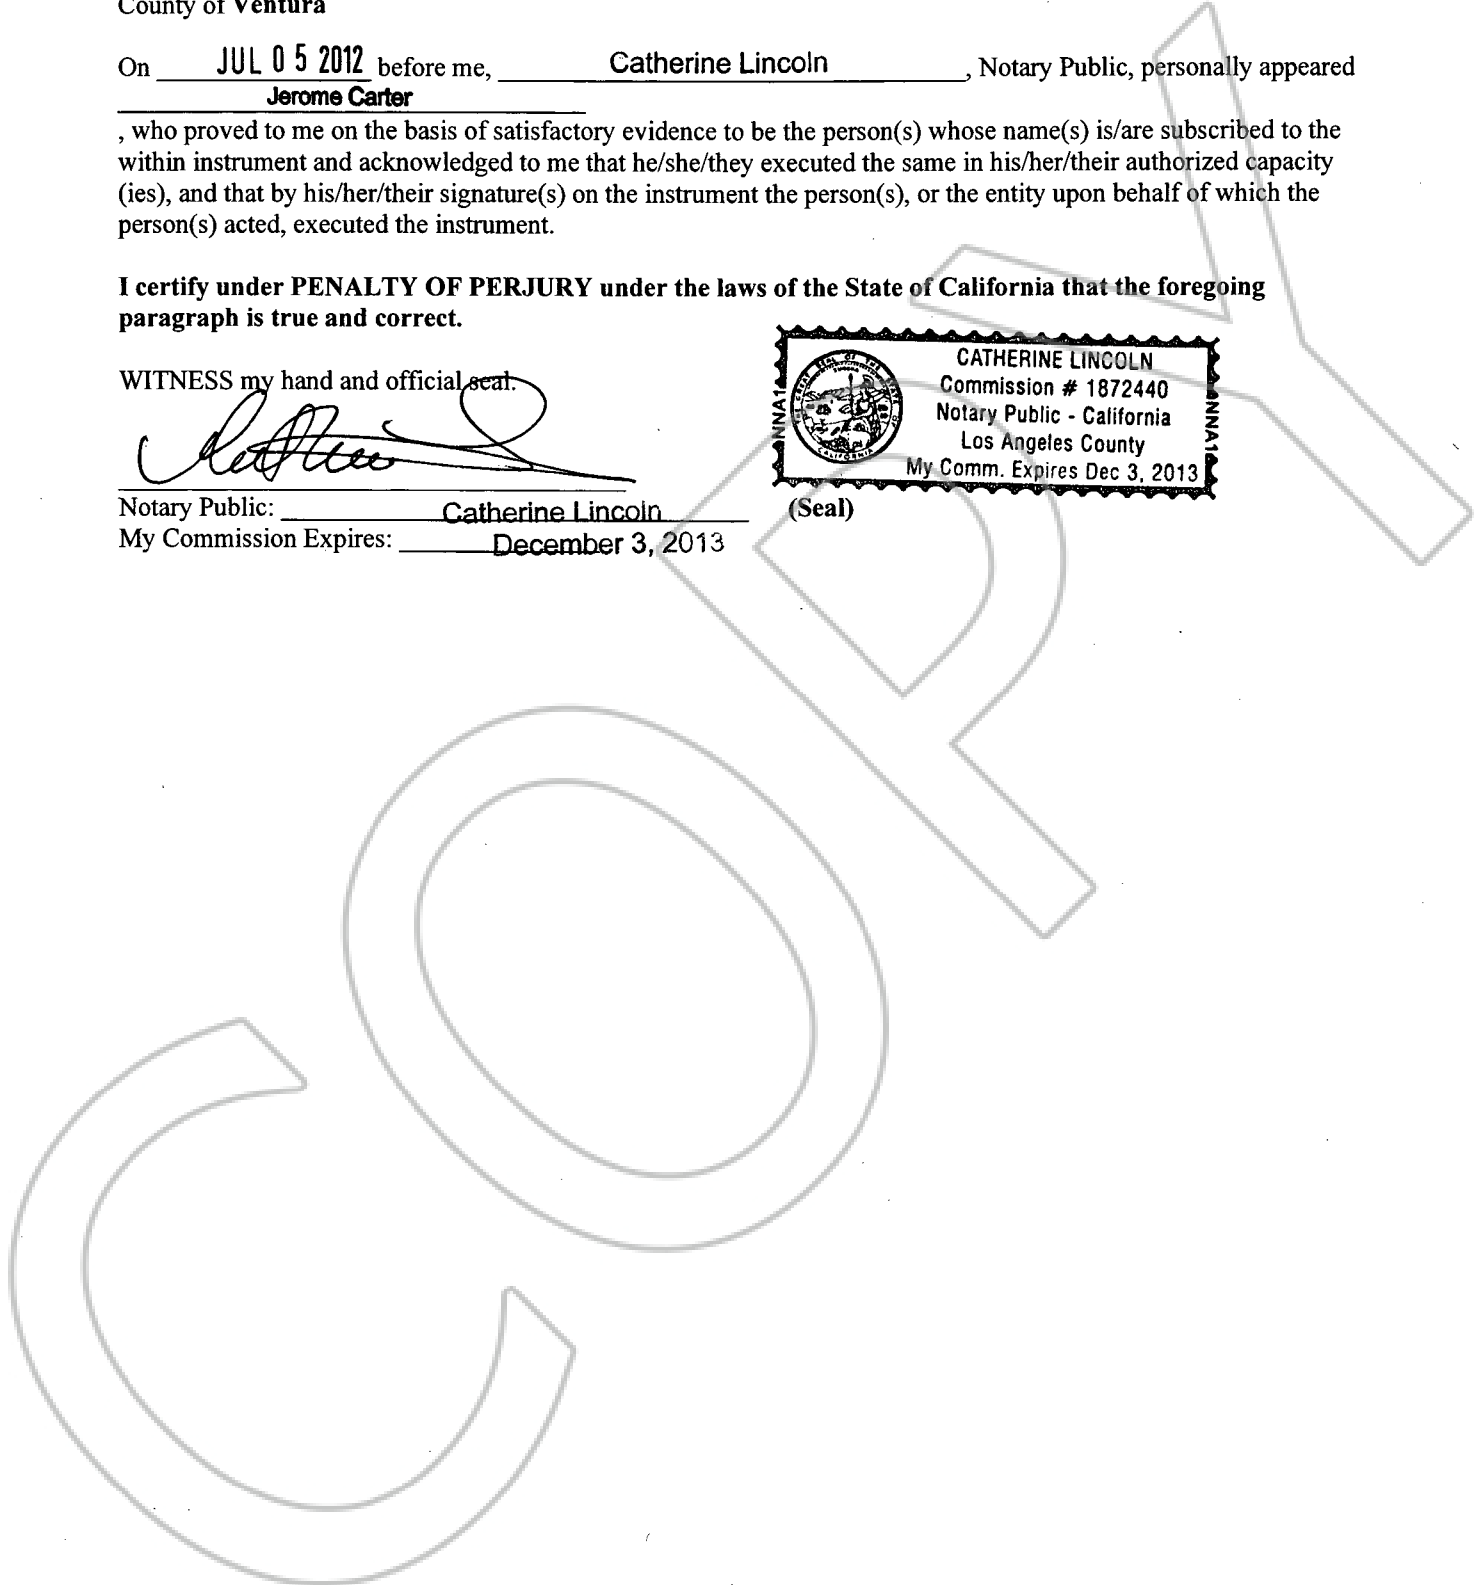 County of Ventura
On JUL 05 2012 before me, Catherine Lincoln, Notary Public, personally appeared
Jerome Carter
, who proved to me on the basis of satisfactory evidence to be the person(s) whose name(s) is/are subscribed to the
within instrument and acknowledged to me that he/she/they executed the same in his/her/their authorized capacity
(ies), and that by his/her/their signature(s) on the instrument the person(s), or the entity upon behalf of which the
person(s) acted, executed the instrument.
I certify under PENALTY OF PERJURY under the laws of the State of California that the foregoing
paragraph is true and correct.
WITNESS my hand and official seal.
CATHERINE LINCOLN
Commission # 1872440
Notary Public - California
Los Angeles County
My Comm. Expires Dec 3, 2013
NNA1
NNA1
Notary Public: Catherine Lincoln
(Seal)
My Commission Expires: December 3, 2013
COPY